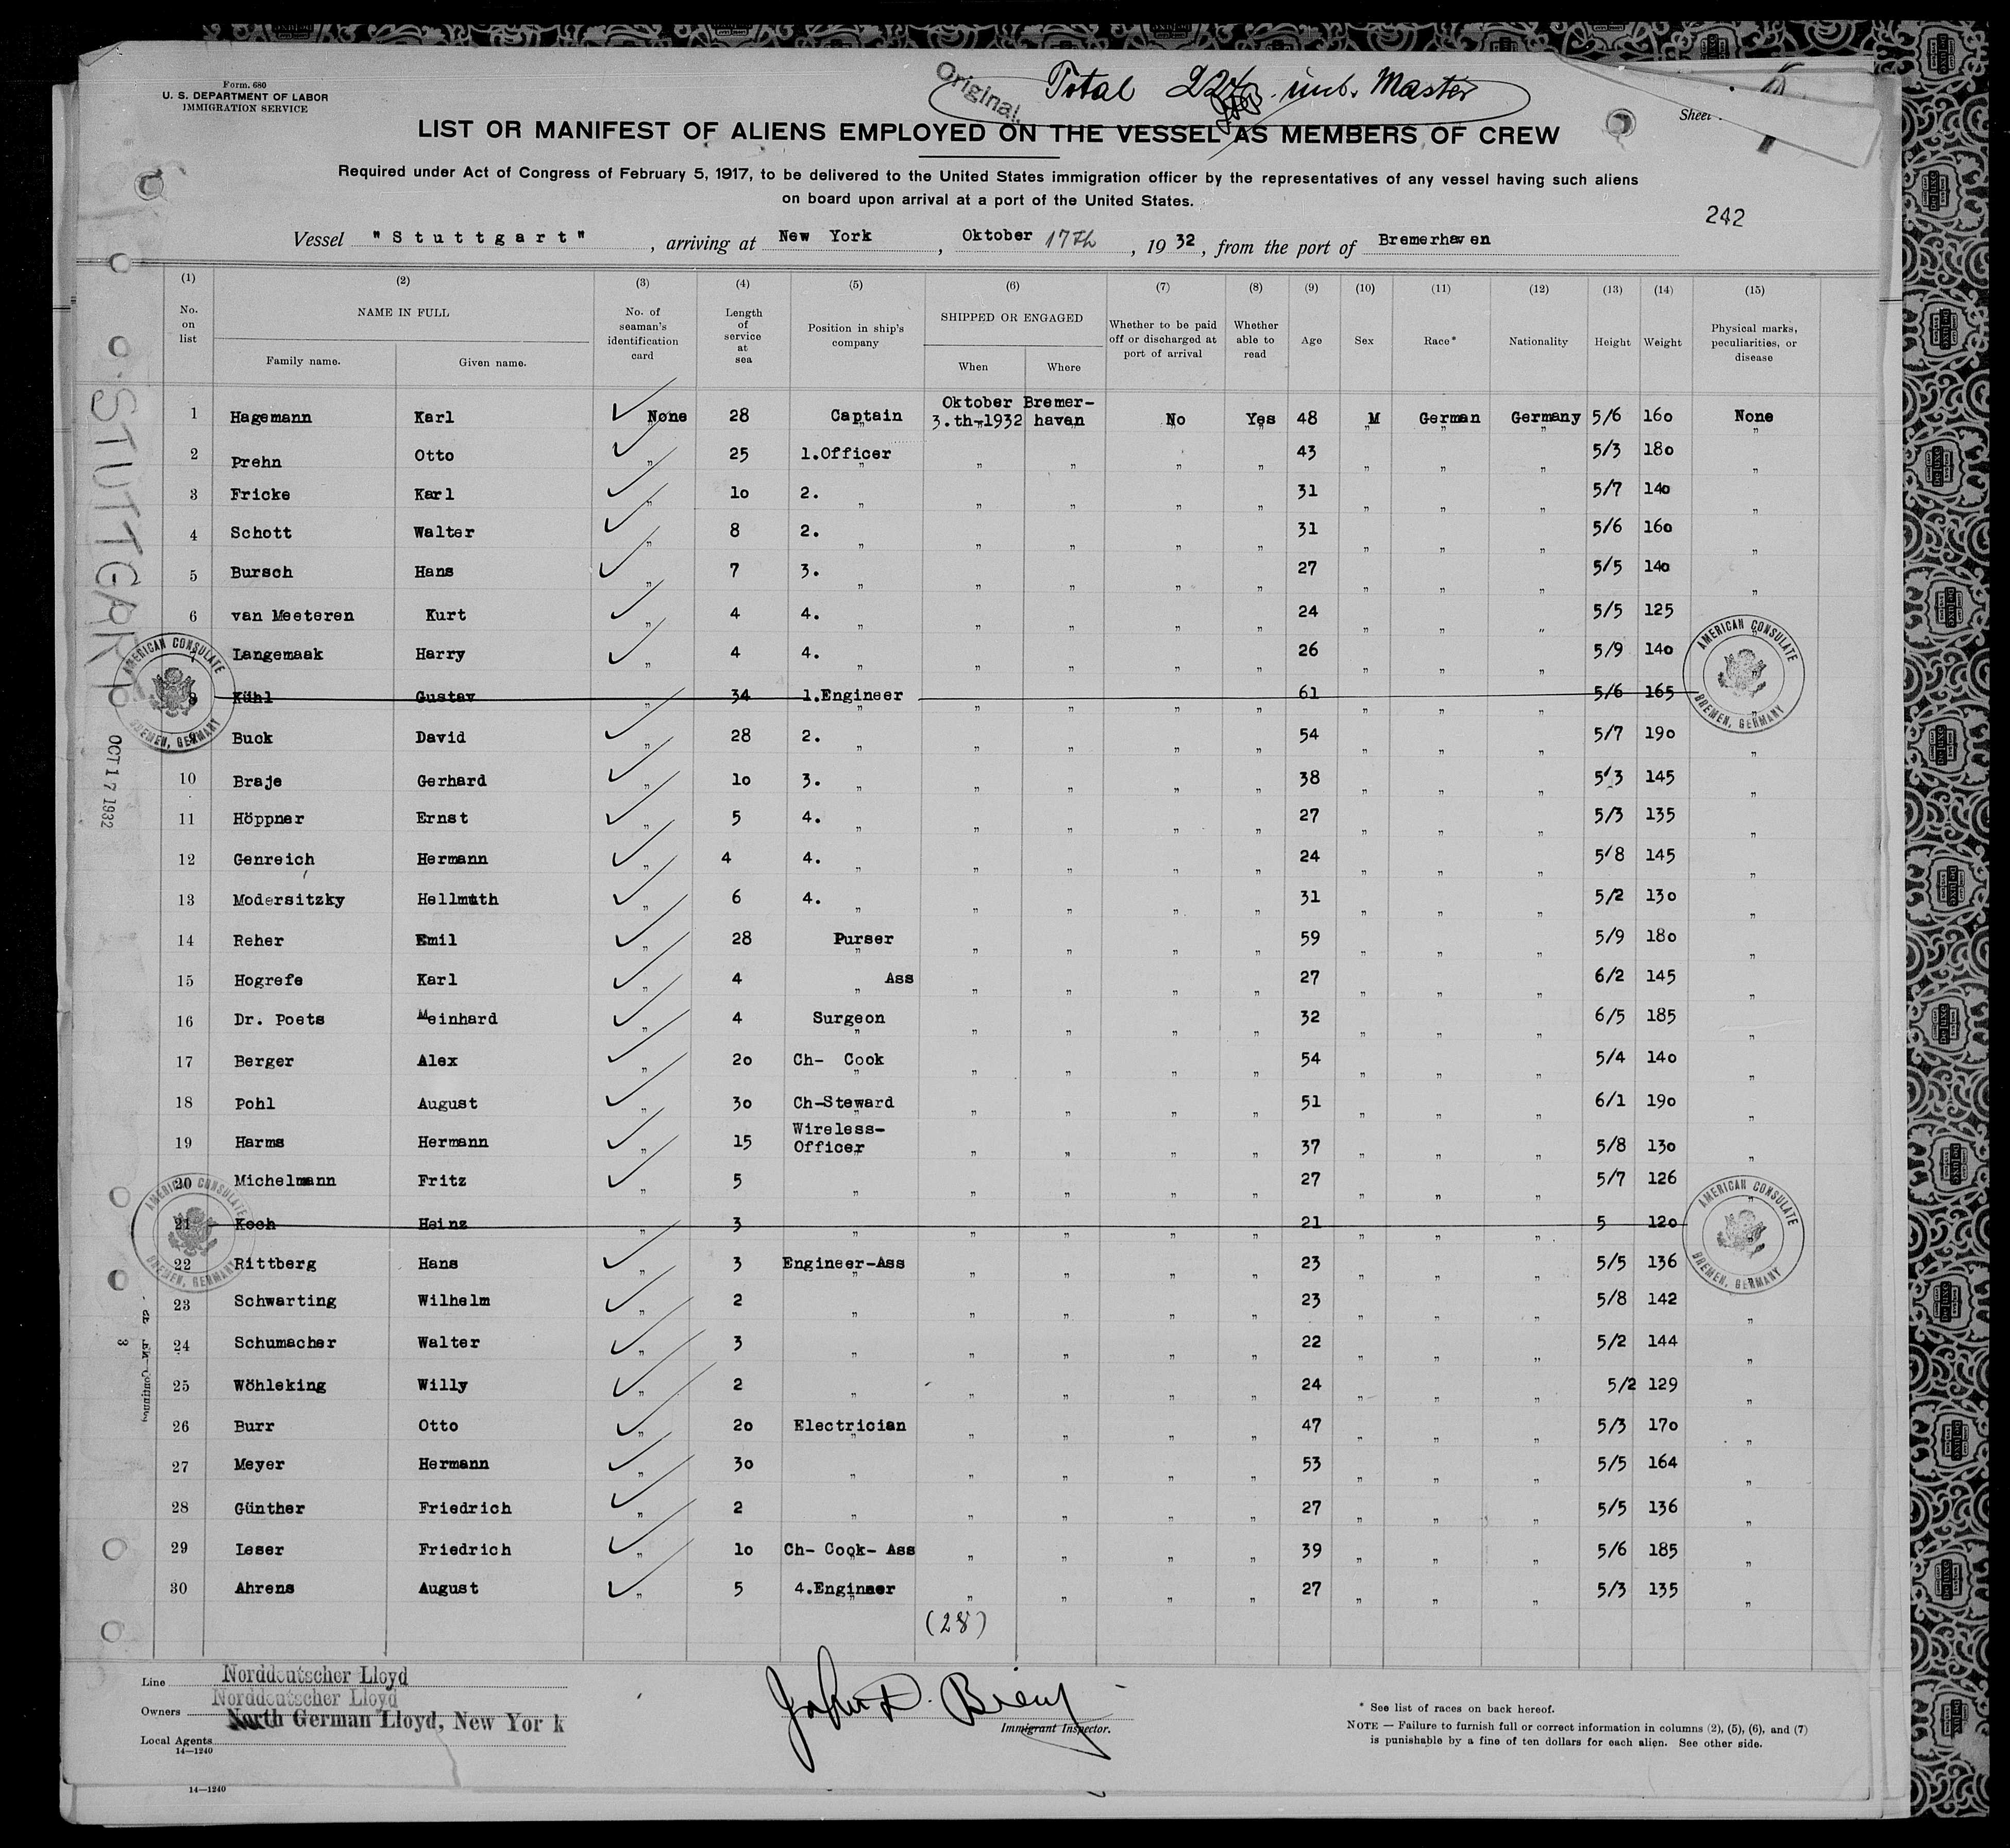 Form. 680
U. S. DEPARTMENT OF LABOR
IMMIGRATION SERVICE
Original.
Total incl. Master
Sheet
LIST OR MANIFEST OF ALIENS EMPLOYED ON THE VESSEL AS MEMBERS OF CREW
Required under Act of Congress of February 5, 1917, to be delivered to the United States immigration officer by the representatives of any vessel having such aliens
on board upon arrival at a port of the United States.
242
Vessel "Stuttgart", arriving at New York, Oktober 17th, 1932, from the port of Bremerhaven
(1) (2) (3) (4) (5) (6) (7) (8) (9) (10) (11) (12) (13) (14) (15)
No. on list NAME IN FULL Family name. Given name. No. of seaman's identification card Length of service at sea Position in ship's company SHIPPED OR ENGAGED When Where Whether to be paid off or discharged at port of arrival Whether able to read Age Sex Race* Nationality Height Weight Physical marks, peculiarities, or disease
1 Hagemann Karl None 28 Captain Oktober 3.th-1932 Bremer-haven No Yes 48 M German Germany 5/6 160 None
2 Prehn Otto " 25 1.Officer " " " " 43 " " " 5/3 180 "
3 Fricke Karl " 10 2. " " " " " 31 " " " 5/7 140 "
4 Schott Walter " 8 2. " " " " " 31 " " " 5/6 160 "
5 Bursch Hans " 7 3. " " " " " 27 " " " 5/5 140 "
6 van Meeteren Kurt " 4 4. " " " " " 24 " " " 5/5 125 "
7 Langemaak Harry " 4 4. " " " " " 26 " " " 5/9 140
8 Kühl Gustav " 34 1.Engineer " " " " 61 " " " 5/6 165 "
9 Buck David " 28 2. " " " " " 54 " " " 5/7 190 "
10 Braje Gerhard " 10 3. " " " " " 38 " " " 5/3 145 "
11 Höppner Ernst " 5 4. " " " " " 27 " " " 5/3 135 "
12 Genreich Hermann " 4 4. " " " " " 24 " " " 5/8 145 "
13 Modersitzky Hellmuth " 6 4. " " " " " 31 " " " 5/2 130 "
14 Reher Emil " 28 Purser " " " " 59 " " " 5/9 180 "
15 Hogrefe Karl " 4 " Ass " " " " 27 " " " 6/2 145 "
16 Dr. Poets Meinhard " 4 Surgeon " " " " 32 " " " 6/5 185 "
17 Berger Alex " 20 Ch- Cook " " " " 54 " " " 5/4 140 "
18 Pohl August " 30 Ch-Steward " " " " 51 " " " 6/1 190 "
19 Harms Hermann " 15 Wireless-Officer " " " " 37 " " " 5/8 130 "
20 Michelmann Fritz " 5 " " " " " 27 " " " 5/7 126 "
21 Koch Heinz " 3 " " " " " 21 " " " 5 120 "
22 Rittberg Hans " 3 Engineer-Ass " " " " 23 " " " 5/5 136 "
23 Schwarting Wilhelm " 2 " " " " " 23 " " " 5/8 142 "
24 Schumacher Walter " 3 " " " " " 22 " " " 5/2 144 "
25 Wöhleking Willy " 2 " " " " " 24 " " " 5/2 129 "
26 Burr Otto " 20 Electrician " " " " 47 " " " 5/3 170 "
27 Meyer Hermann " 30 " " " " " 53 " " " 5/5 164 "
28 Günther Friedrich " 2 " " " " " 27 " " " 5/5 136 "
29 Ieser Friedrich " 10 Ch- Cook- Ass " " " " 39 " " " 5/6 185 "
30 Ahrens August " 5 4.Engineer " " " " 27 " " " 5/3 135 "
(28)
STUTTGART
OCT 17 1932
AMERICAN CONSULATE
BREMEN, GERMANY
AMERICAN CONSULATE
BREMEN, GERMANY
AMERICAN CONSULATE
BREMEN, GERMANY
AMERICAN CONSULATE
BREMEN, GERMANY
Line Norddeutscher Lloyd
Owners Norddeutscher Lloyd
North German Lloyd, New York
Local Agents
14—1240
Immigrant Inspector.
* See list of races on back hereof.
NOTE — Failure to furnish full or correct information in columns (2), (5), (6), and (7)
is punishable by a fine of ten dollars for each alien. See other side.
14—1240